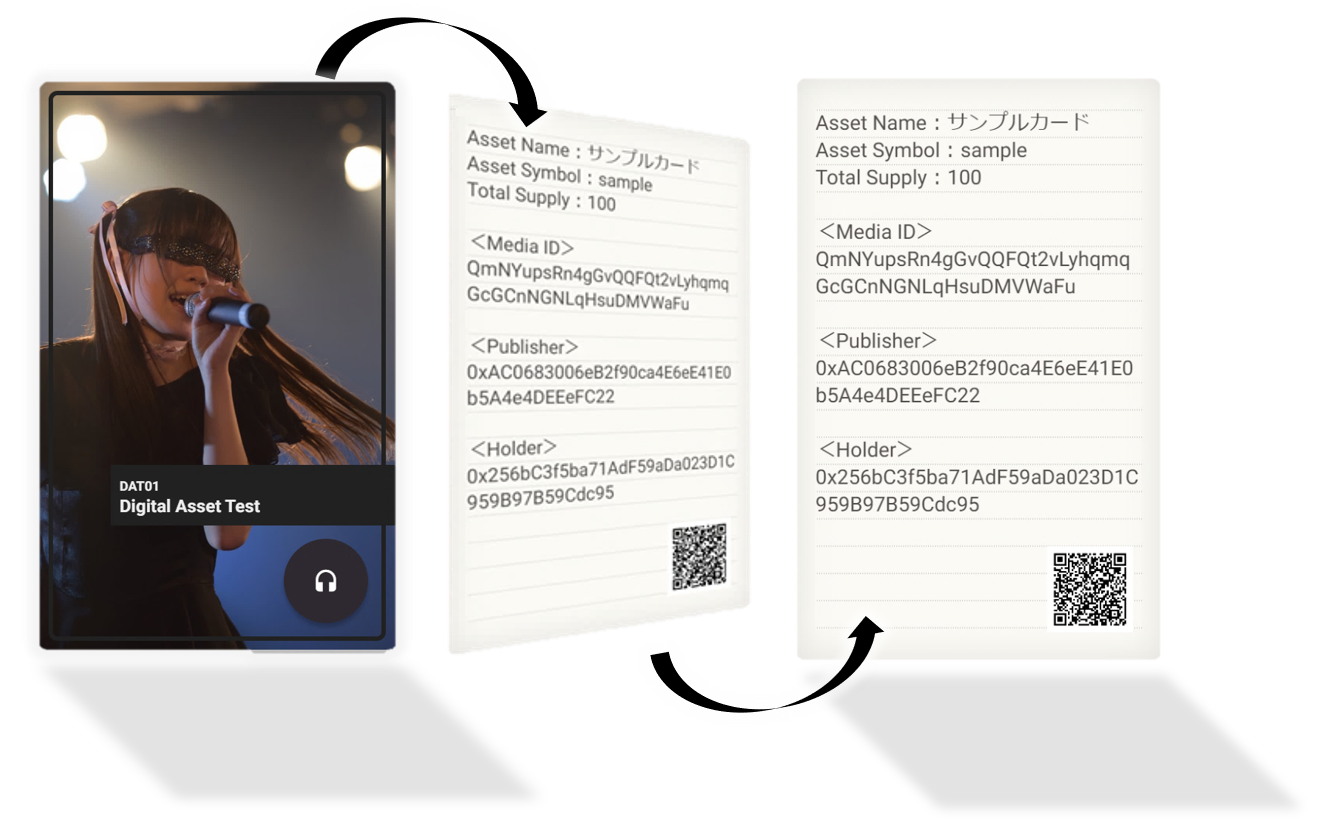 DAT01
Digital Asset Test
Asset Name：サンプルカード
Asset Symbol：sample
Total Supply：100
＜Media ID＞
QmNYupsRn4gGvQQFQt2vLyhqmq
GcGCnNGNLqHsuDMVWaFu
＜Publisher＞
0xAC0683006eB2f90ca4E6eE41E0
b5A4e4DEEeFC22
＜Holder＞
0x256bC3f5ba71AdF59aDa023D1C
959B97B59Cdc95
Asset Name：サンプルカード
Asset Symbol：sample
Total Supply：100
＜Media ID＞
QmNYupsRn4gGvQQFQt2vLyhqmq
GcGCnNGNLqHsuDMVWaFu
＜Publisher＞
0xAC0683006eB2f90ca4E6eE41E0
b5A4e4DEEeFC22
＜Holder＞
0x256bC3f5ba71AdF59aDa023D1C
959B97B59Cdc95